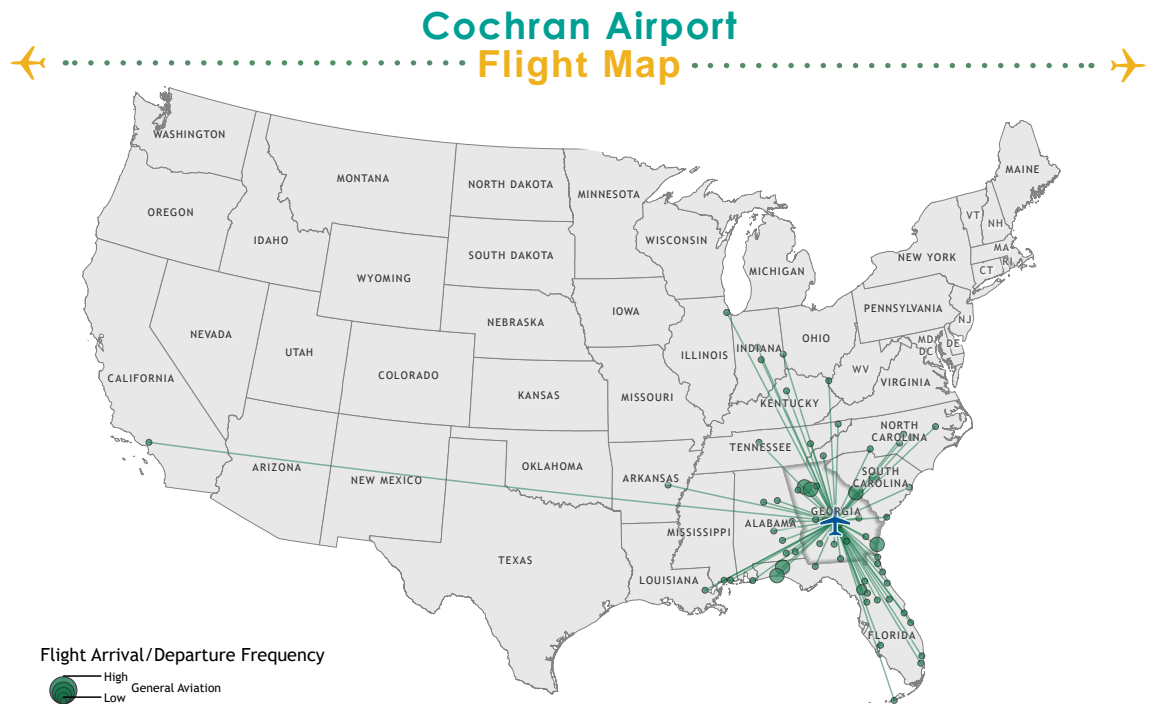 Cochran Airport
Flight Map
WASHINGTON
MONTANA
NORTH DAKOTA
MINNESOTA
MAINE
OREGON
IDAHO
SOUTH DAKOTA
WISCONSIN
VT
NH
WYOMING
MICHIGAN
NEW YORK
MA
RI
CT
NEVADA
NEBRASKA
IOWA
PENNSYLVANIA
NJ
UTAH
COLORADO
ILLINOIS
INDIANA
OHIO
MD
DC
DE
CALIFORNIA
KANSAS
MISSOURI
WV
VIRGINIA
KENTUCKY
NORTH
CAROLINA
TENNESSEE
ARIZONA
NEW MEXICO
OKLAHOMA
ARKANSAS
SOUTH
CAROLINA
GEORGIA
MISSISSIPPI
ALABAMA
TEXAS
LOUISIANA
FLORIDA
Flight Arrival/Departure Frequency
High
General Aviation
Low